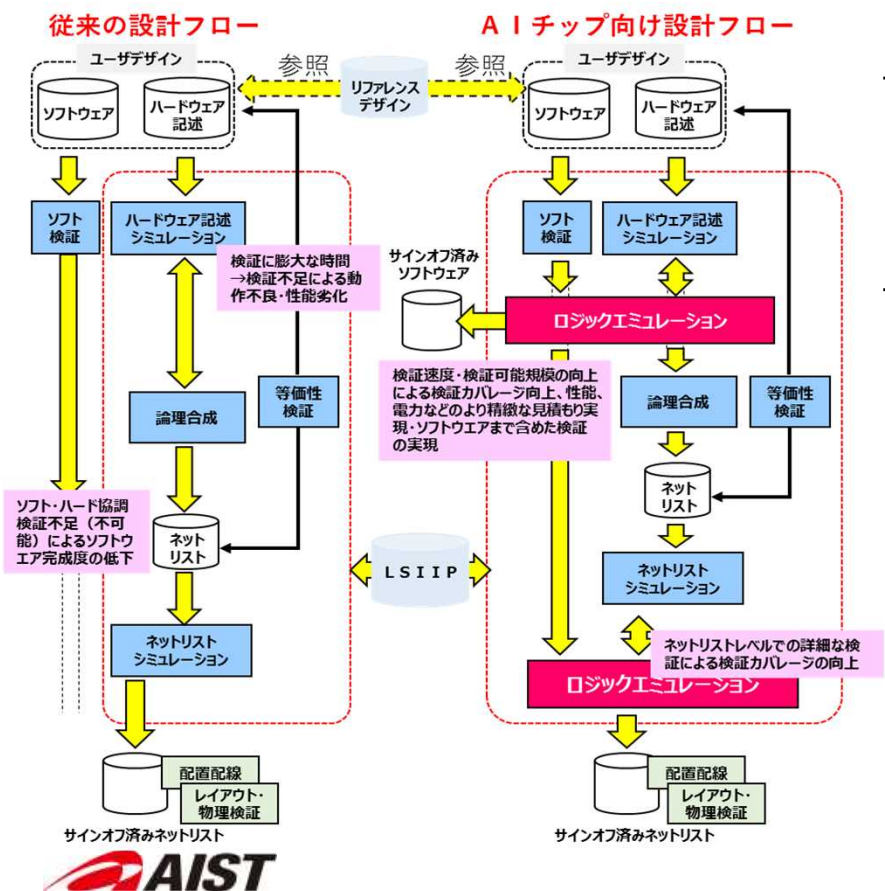 従来の設計フロー
ユーザデザイン
ソフトウェア
ハードウェア
記述
参照
リファレンス
デザイン
参照
ソフト
検証
ハードウェア記述
シミュレーション
検証に膨大な時間
→検証不足による動
作不良・性能劣化
論理合成
等価性
検証
ソフト・ハード協調
検証不足（不可
能）によるソフトウ
エア完成度の低下
ネット
リスト
ネットリスト
シミュレーション
配置配線
レイアウト・
物理検証
サインオフ済みネットリスト
ＬＳＩＩＰ
ＡＩチップ向け設計フロー
ユーザデザイン
ソフトウェア
ハードウェア
記述
ソフト
検証
ハードウェア記述
シミュレーション
サインオフ済み
ソフトウェア
ロジックエミュレーション
検証速度・検証可能規模の向上
による検証カバレージ向上、性能、
電力などのより精緻な見積もり実
現・ソフトウエアまで含めた検証
の実現
論理合成
等価性
検証
ネット
リスト
ネットリスト
シミュレーション
ネットリストレベルでの詳細な検
証による検証カバレージの向上
ロジックエミュレーション
配置配線
レイアウト・
物理検証
サインオフ済みネットリスト
AIST